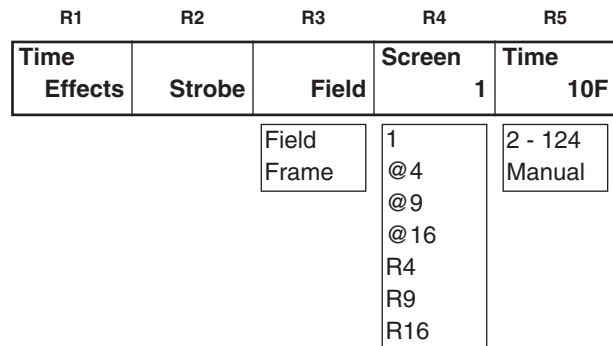 R1 R2 R3 R4 R5
Time Screen Time
Effects Strobe Field 1 10F
Field 1 2 - 124
Frame @4 Manual
@9
@16
R4
R9
R16